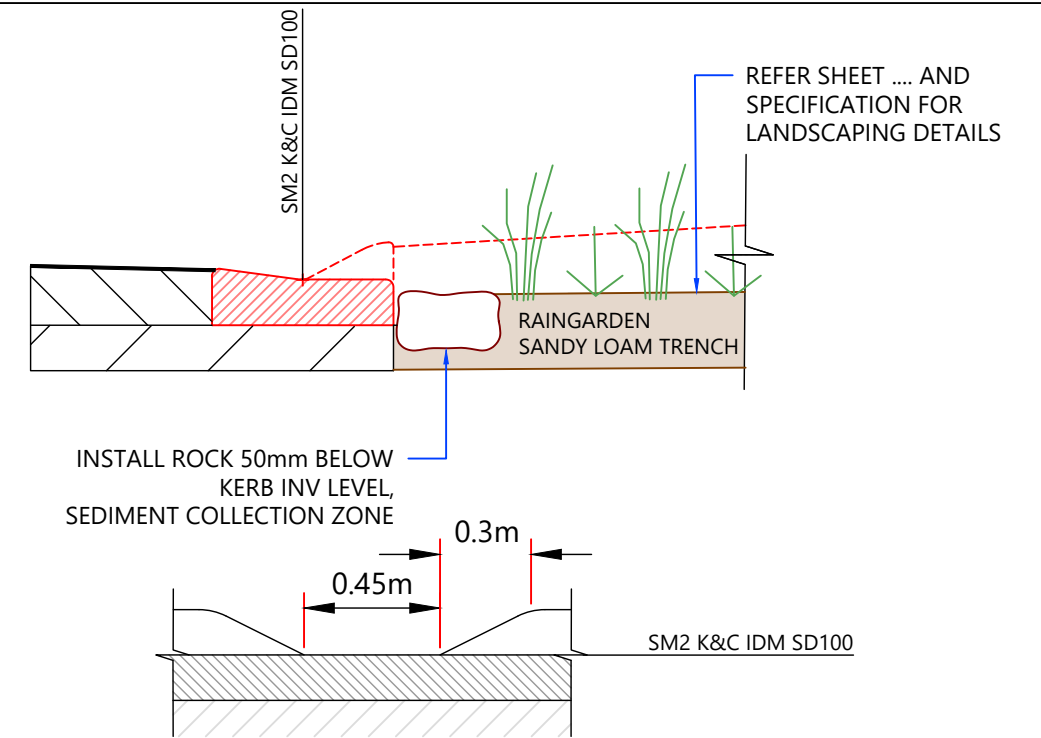 SM2 K&C IDM SD100
REFER SHEET .... AND
SPECIFICATION FOR
LANDSCAPING DETAILS
RAINGARDEN
SANDY LOAM TRENCH
INSTALL ROCK 50mm BELOW
KERB INV LEVEL,
SEDIMENT COLLECTION ZONE
0.3m
0.45m
SM2 K&C IDM SD100